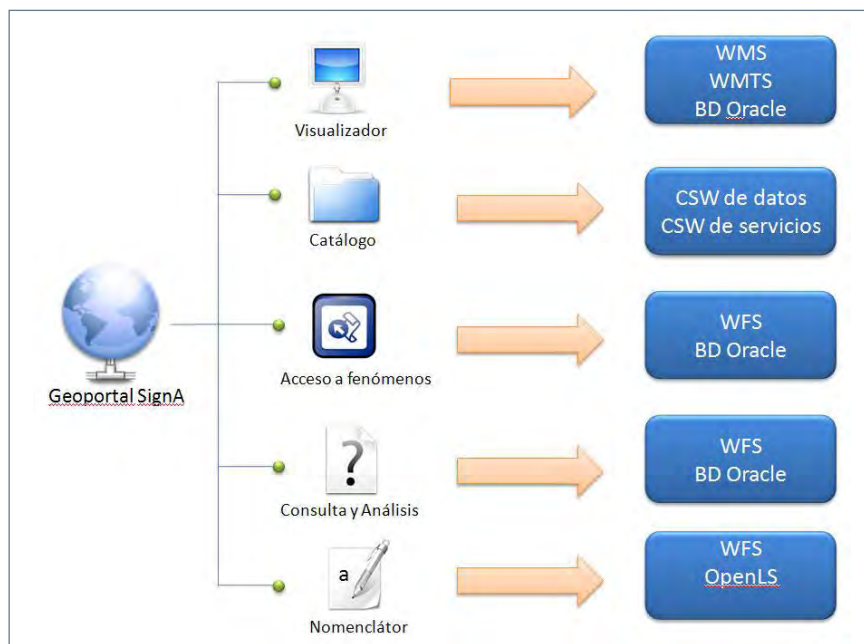 WMS
WMTS
BD Oracle
Visualizador
CSW de datos
CSW de servicios
Catálogo
WFS
BD Oracle
Acceso a fenómenos
Geoportal SignA
WFS
BD Oracle
?
Consulta y Análisis
WFS
OpenLS
a
Nomenclátor